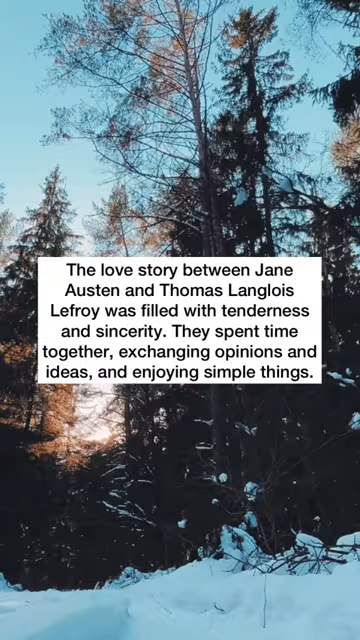 The love story between Jane
Austen and Thomas Langlois
Lefroy was filled with tenderness
and sincerity. They spent time
together, exchanging opinions and
ideas, and enjoying simple things.